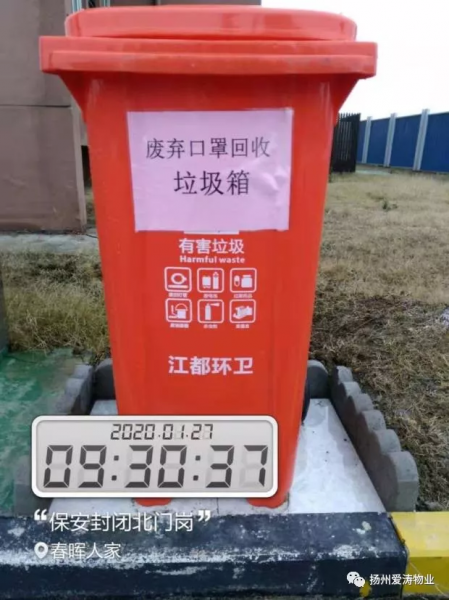 废弃口罩回收
垃圾箱
有害垃圾
Harmful waste
江都环卫
2020.01.27
09:30:37
“保安封闭北门岗”
春晖人家
扬州爱涛物业